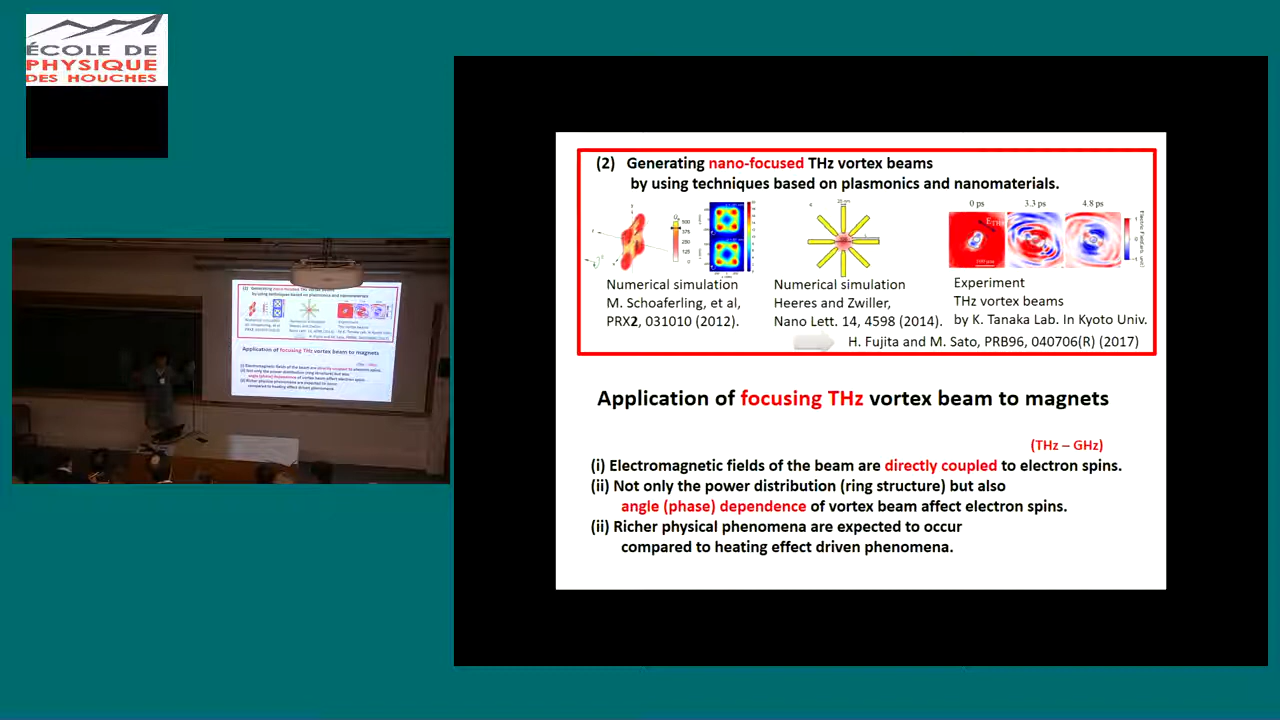 ÉCOLE DE
PHYSIQUE
DES HOUCHES
(2) Generating nano-focused THz vortex beams
by using techniques based on plasmonics and nanomaterials.
0 ps 3.3 ps 4.8 ps
Numerical simulation
M. Schoaferling, et al,
PRX2, 031010 (2012).
Numerical simulation
Heeres and Zwiller,
Nano Lett. 14, 4598 (2014).
Experiment
THz vortex beams
by K. Tanaka Lab. In Kyoto Univ.
H. Fujita and M. Sato, PRB96, 040706(R) (2017)
Application of focusing THz vortex beam to magnets
(THz – GHz)
(i) Electromagnetic fields of the beam are directly coupled to electron spins.
(ii) Not only the power distribution (ring structure) but also
angle (phase) dependence of vortex beam affect electron spins.
(ii) Richer physical phenomena are expected to occur
compared to heating effect driven phenomena.